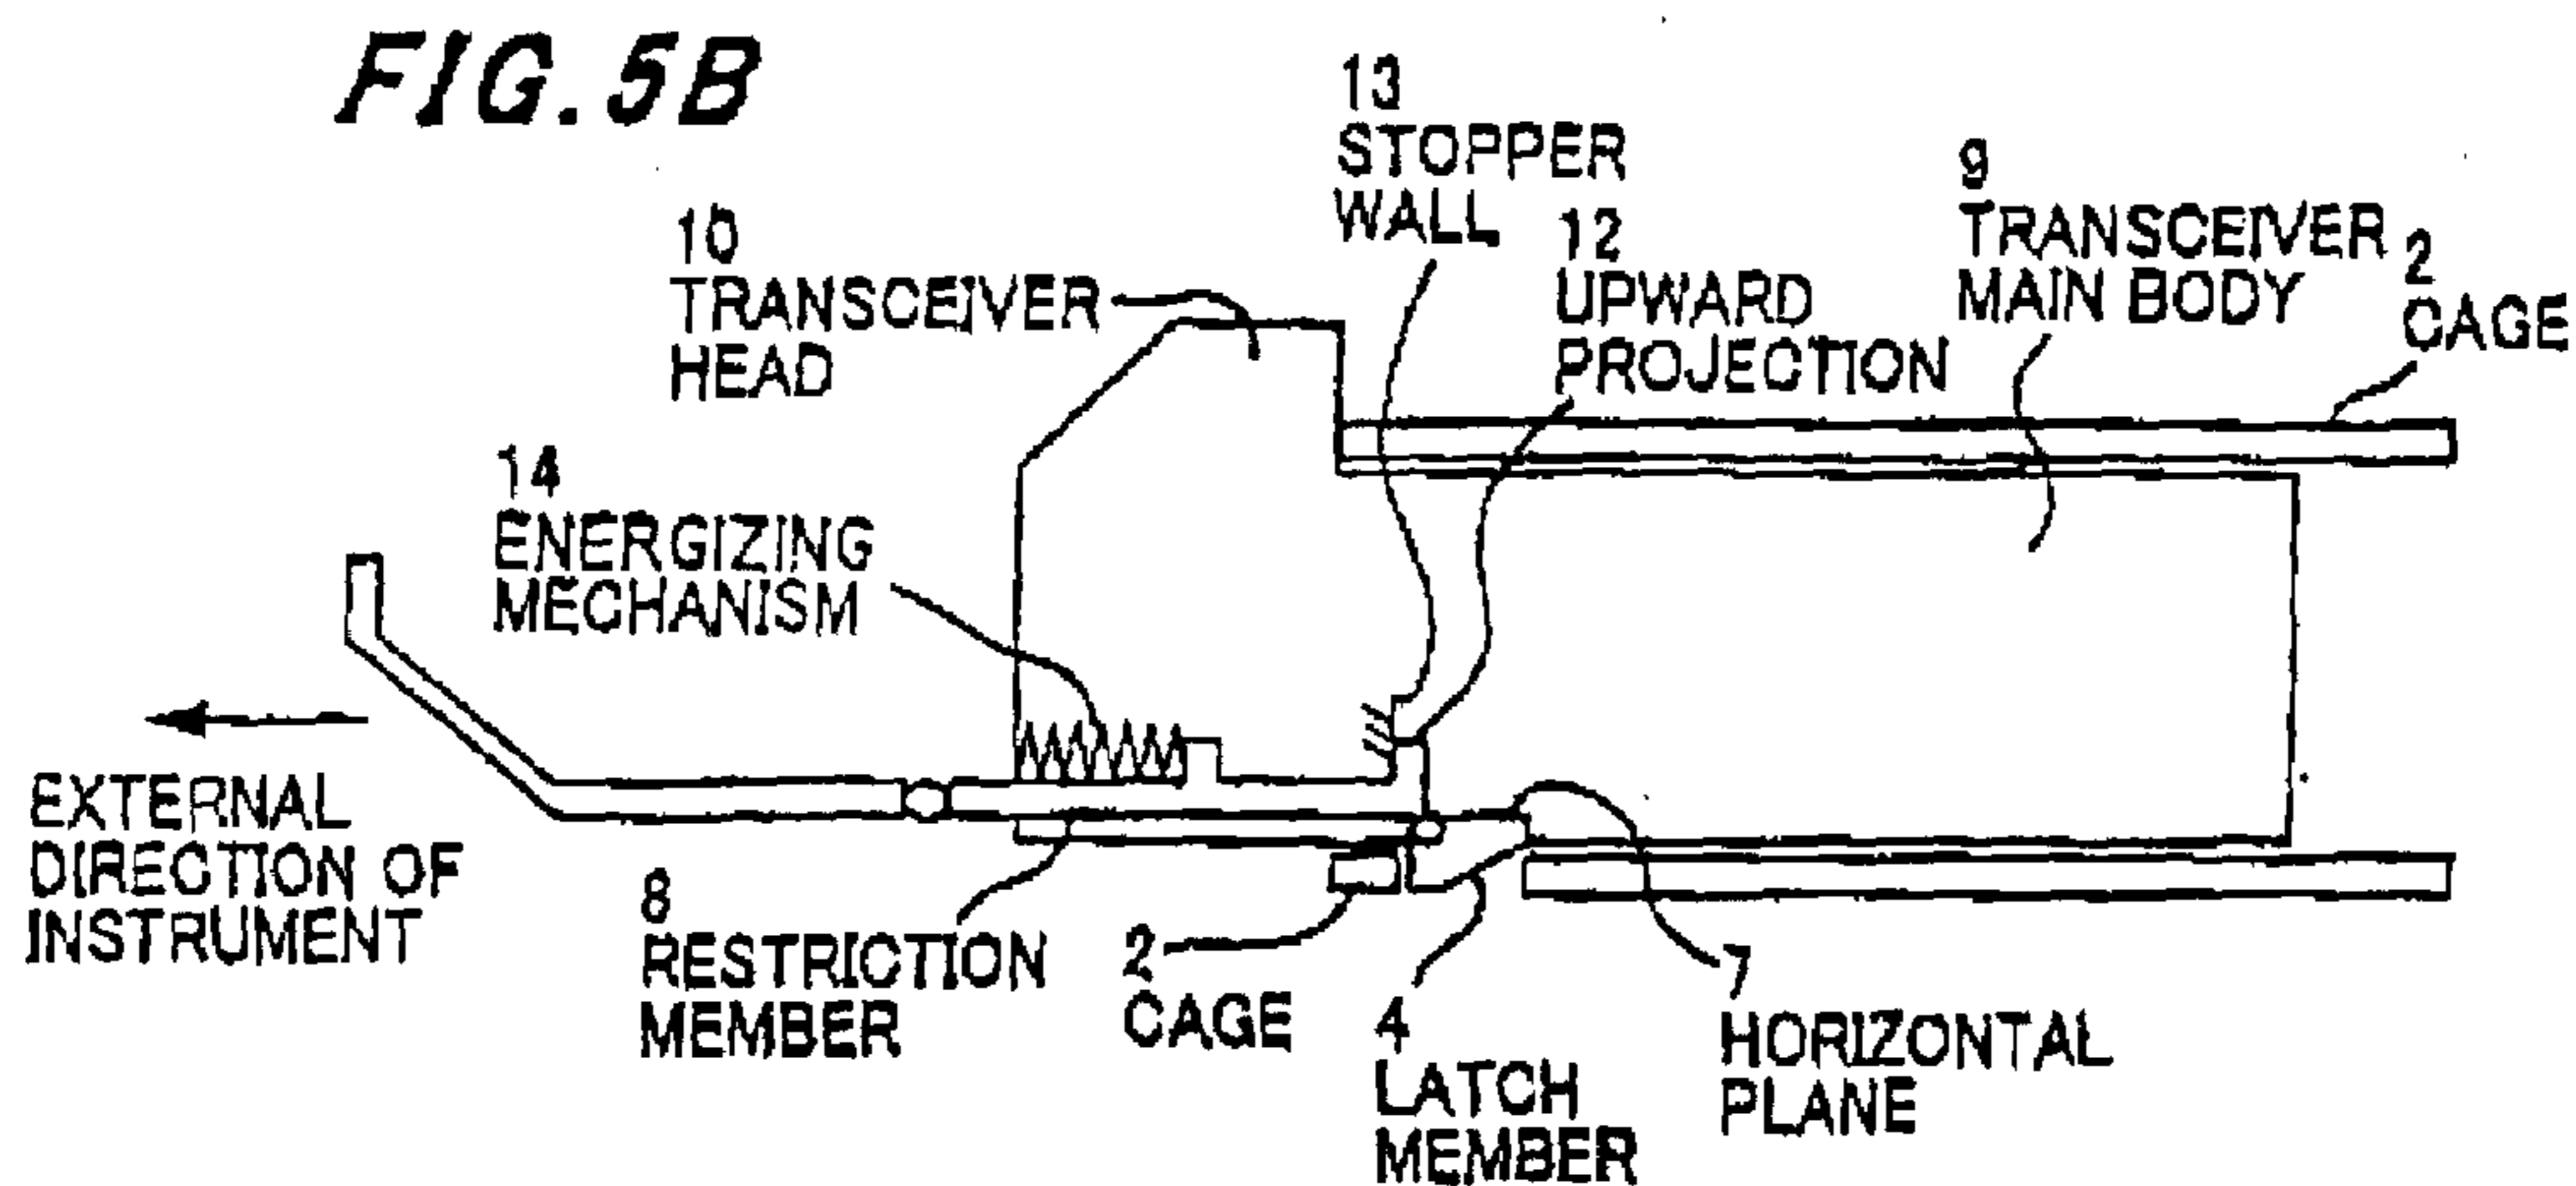 FIG. 5B
13
STOPPER
WALL
10
TRANSCEIVER
HEAD
12
UPWARD
PROJECTION
9
TRANSCEIVER
MAIN BODY
2
CAGE
14
ENERGIZING
MECHANISM
EXTERNAL
DIRECTION OF
INSTRUMENT
8
RESTRICTION
MEMBER
2
CAGE
4
LATCH
MEMBER
7
HORIZONTAL
PLANE